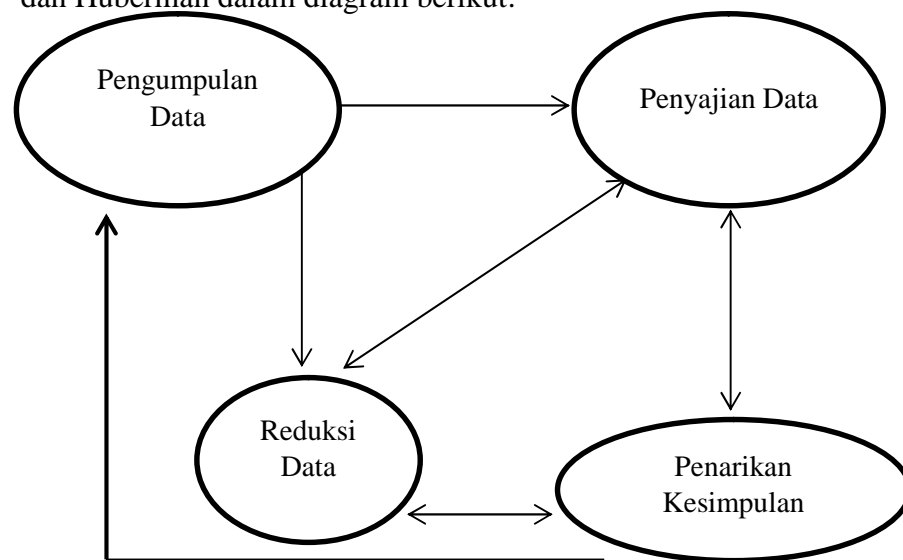 dan Huberman dalam diagram berikut:
Pengumpulan
Data
Penyajian Data
Reduksi
Data
Penarikan
Kesimpulan